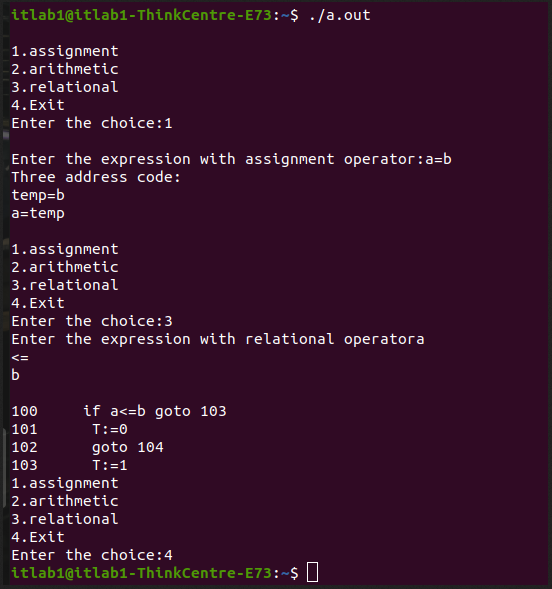 itlab1@itlab1-ThinkCentre-E73:~$ ./a.out
1.assignment
2.arithmetic
3.relational
4.Exit
Enter the choice:1
Enter the expression with assignment operator:a=b
Three address code:
temp=b
a=temp
1.assignment
2.arithmetic
3.relational
4.Exit
Enter the choice:3
Enter the expression with relational operatora
<=
b
100     if a<=b goto 103
101      T:=0
102      goto 104
103      T:=1
1.assignment
2.arithmetic
3.relational
4.Exit
Enter the choice:4
itlab1@itlab1-ThinkCentre-E73:~$